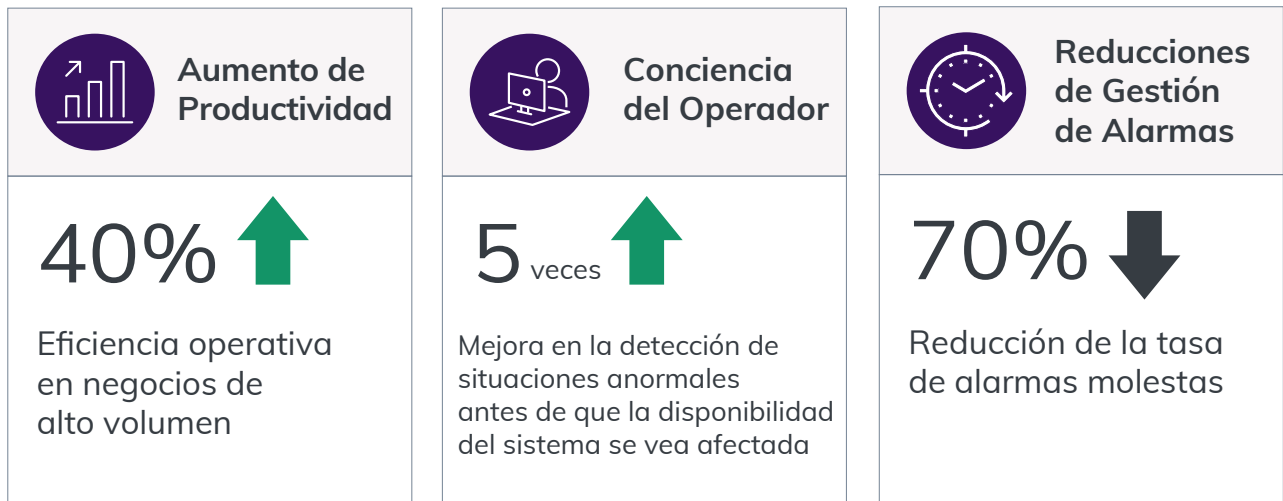 Aumento de
Productividad
40%
Eficiencia operativa
en negocios de
alto volumen
Conciencia
del Operador
5 veces
Mejora en la detección de
situaciones anormales
antes de que la disponibilidad
del sistema se vea afectada
Reducciones
de Gestión
de Alarmas
70%
Reducción de la tasa
de alarmas molestas